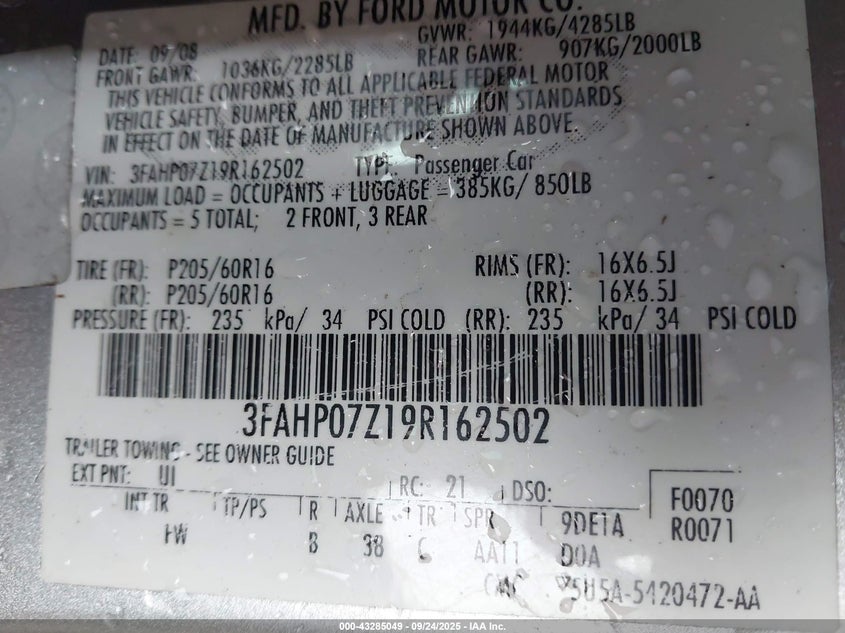 MFD. BY FORD MOTOR CO.
DATE: 09/08 GVWR: 1944KG/4285LB
FRONT GAWR: 1036KG/2285LB REAR GAWR: 907KG/2000LB
THIS VEHICLE CONFORMS TO ALL APPLICABLE FEDERAL MOTOR
VEHICLE SAFETY, BUMPER, AND THEFT PREVENTION STANDARDS
IN EFFECT ON THE DATE OF MANUFACTURE SHOWN ABOVE.
VIN: 3FAHP07Z19R162502 TYPE: Passenger Car
MAXIMUM LOAD = OCCUPANTS + LUGGAGE = 385KG/ 850LB
OCCUPANTS = 5 TOTAL; 2 FRONT, 3 REAR
TIRE (FR): P205/60R16 RIMS (FR): 16X6.5J
(RR): P205/60R16 (RR): 16X6.5J
PRESSURE (FR): 235 kPa/ 34 PSI COLD (RR): 235 kPa/ 34 PSI COLD
3FAHP07Z19R162502
TRAILER TOWING - SEE OWNER GUIDE
EXT PNT: UI RC: 21 DSO: F0070
INT TR TP/PS R AXLE TR SPR 9DE1A R0071
HW B 38 C AA11 D0A
5U5A-5420472-AA
000-43285049 - 09/24/2025 - IAA Inc.